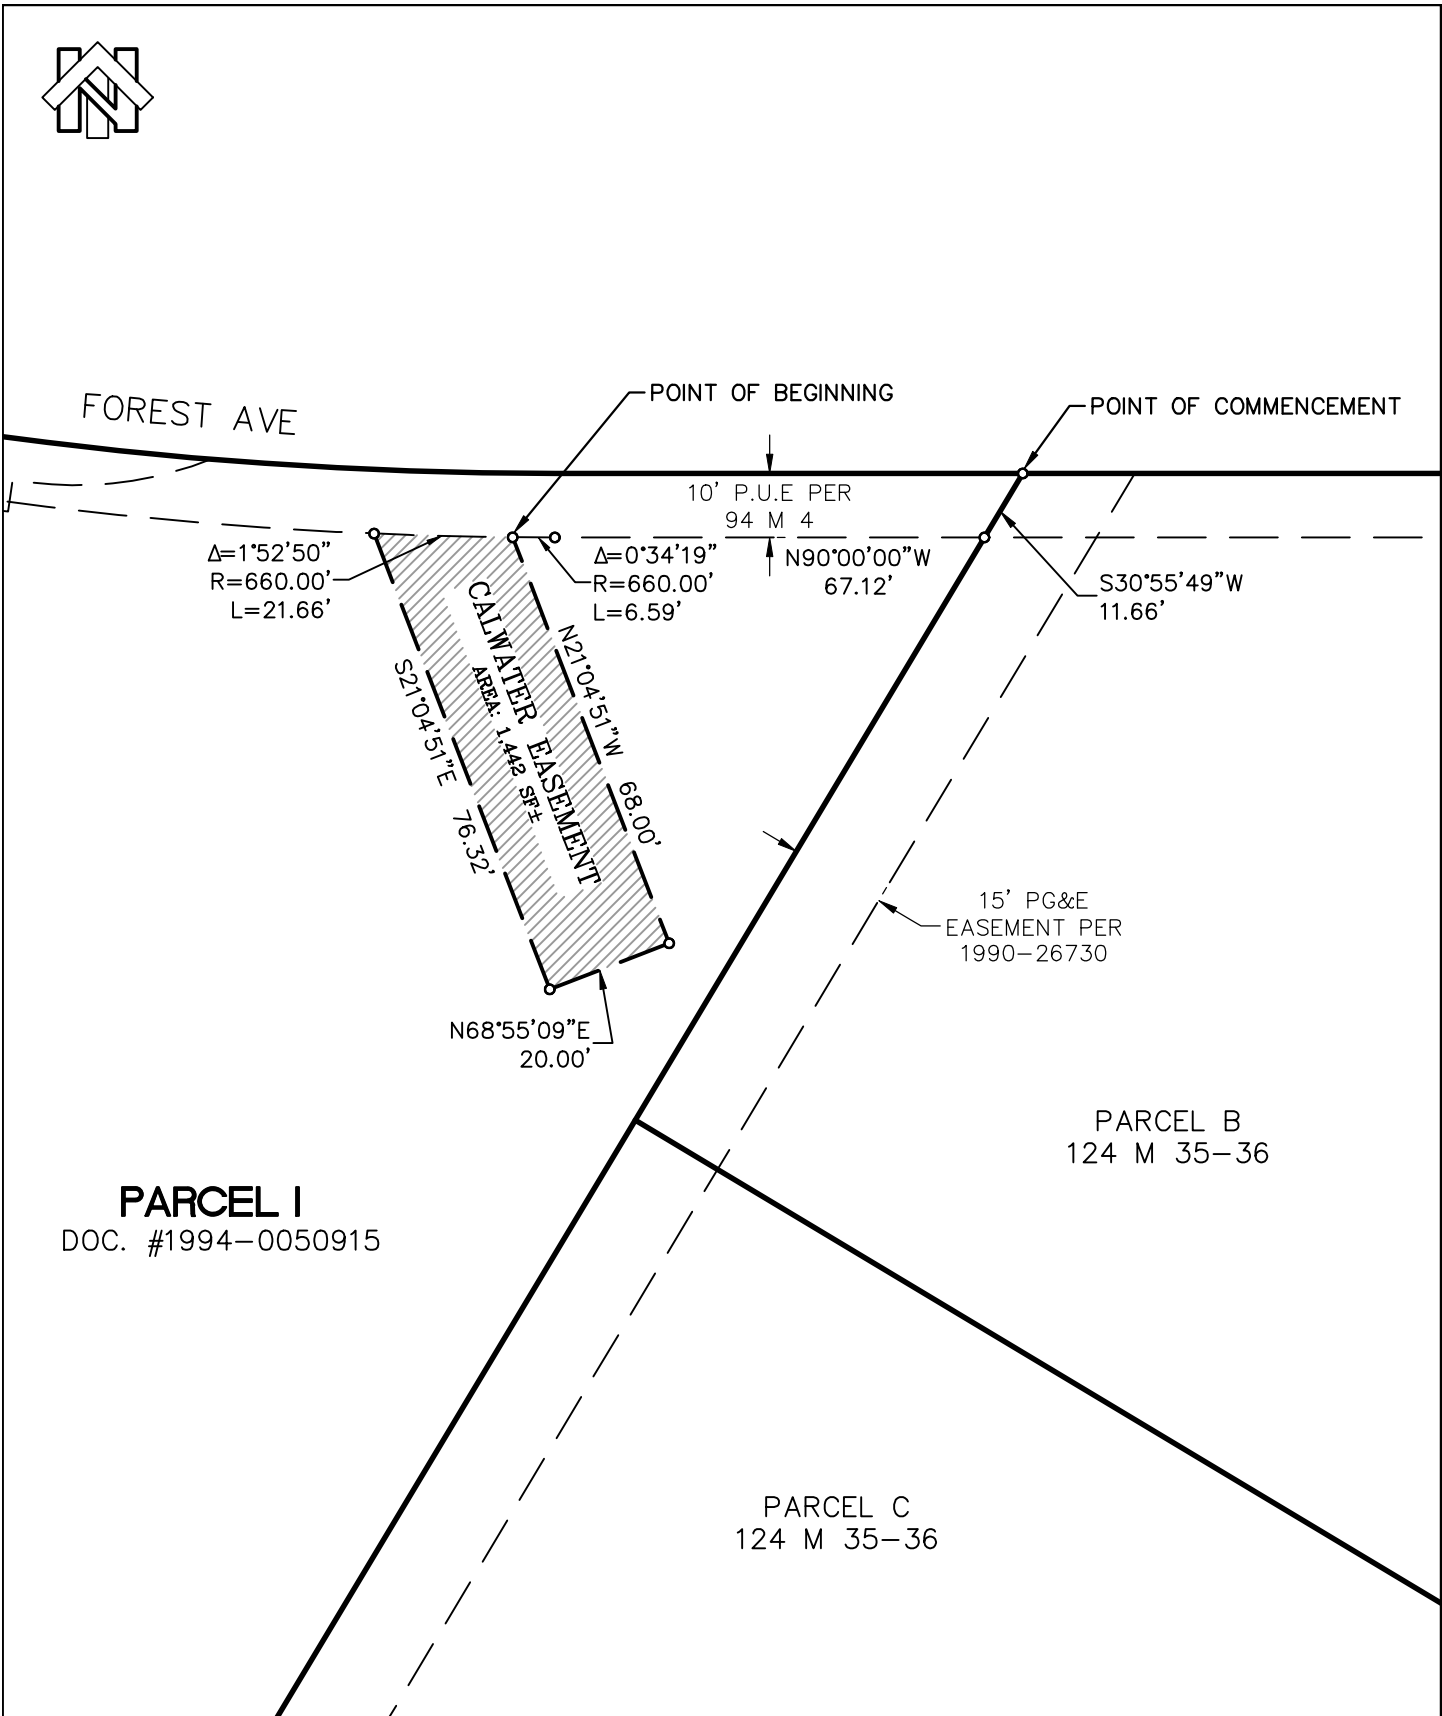 N
FOREST AVE
POINT OF BEGINNING
POINT OF COMMENCEMENT
10' P.U.E PER
94 M 4
Δ=1°52'50"
R=660.00'
L=21.66'
Δ=0°34'19"
R=660.00'
L=6.59'
N90°00'00"W
67.12'
S30°55'49"W
11.66'
CALWATER EASEMENT
AREA: 1,442 SF±
N21°04'51"W 68.00'
S21°04'51"E 76.32'
15' PG&E
EASEMENT PER
1990-26730
N68°55'09"E
20.00'
PARCEL B
124 M 35-36
PARCEL I
DOC. #1994-0050915
PARCEL C
124 M 35-36